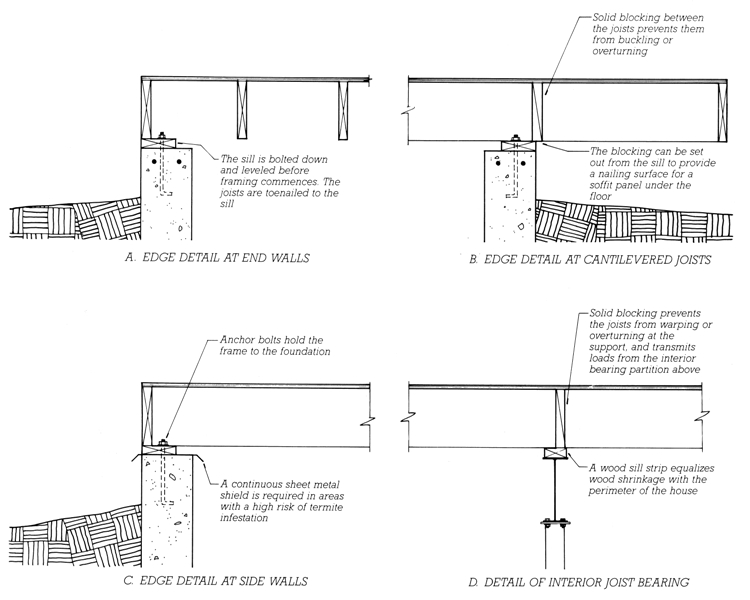 Solid blocking between
the joists prevents them
from buckling or
overturning
The sill is bolted down
and leveled before
framing commences. The
joists are toenailed to the
sill
The blocking can be set
out from the sill to provide
a nailing surface for a
soffit panel under the
floor
A. EDGE DETAIL AT END WALLS
B. EDGE DETAIL AT CANTILEVERED JOISTS
Anchor bolts hold the
frame to the foundation
Solid blocking prevents
the joists from warping or
overturning at the
support, and transmits
loads from the interior
bearing partition above
A continuous sheet metal
shield is required in areas
with a high risk of termite
infestation
A wood sill strip equalizes
wood shrinkage with the
perimeter of the house
C. EDGE DETAIL AT SIDE WALLS
D. DETAIL OF INTERIOR JOIST BEARING